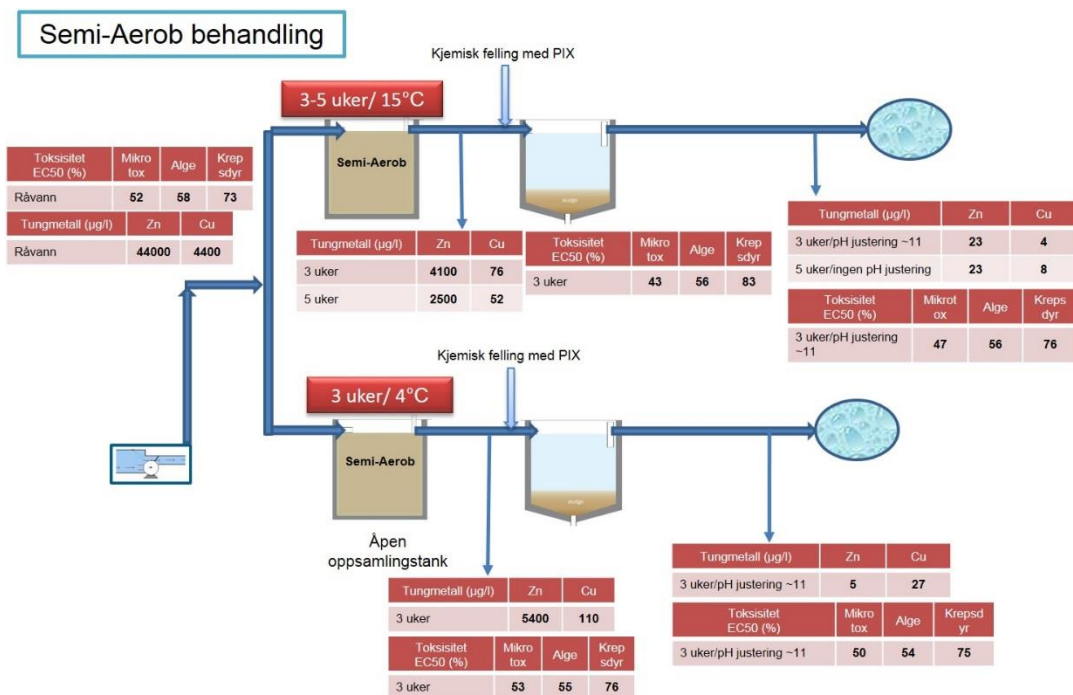 Semi-Aerob behandling
Kjemisk felling med PIX
3-5 uker/ 15°C
Semi-Aerob
sludge
Toksisitet EC50 (%) Mikro tox Alge Krep sdyr
Råvann 52 58 73
Tungmetall (µg/l) Zn Cu
Råvann 44000 4400
Tungmetall (µg/l) Zn Cu
3 uker 4100 76
5 uker 2500 52
Toksisitet EC50 (%) Mikro tox Alge Krep sdyr
3 uker 43 56 83
Tungmetall (µg/l) Zn Cu
3 uker/pH justering ~11 23 4
5 uker/ingen pH justering 23 8
Toksisitet EC50 (%) Mikrot ox Alge Kreps dyr
3 uker/pH justering ~11 47 56 76
Kjemisk felling med PIX
3 uker/ 4°C
Semi-Aerob
sludge
Åpen
oppsamlingstank
Tungmetall (µg/l) Zn Cu
3 uker 5400 110
Toksisitet EC50 (%) Mikro tox Alge Krep sdyr
3 uker 53 55 76
Tungmetall (µg/l) Zn Cu
3 uker/pH justering ~11 5 27
Toksisitet EC50 (%) Mikro tox Alge Krepsd yr
3 uker/pH justering ~11 50 54 75